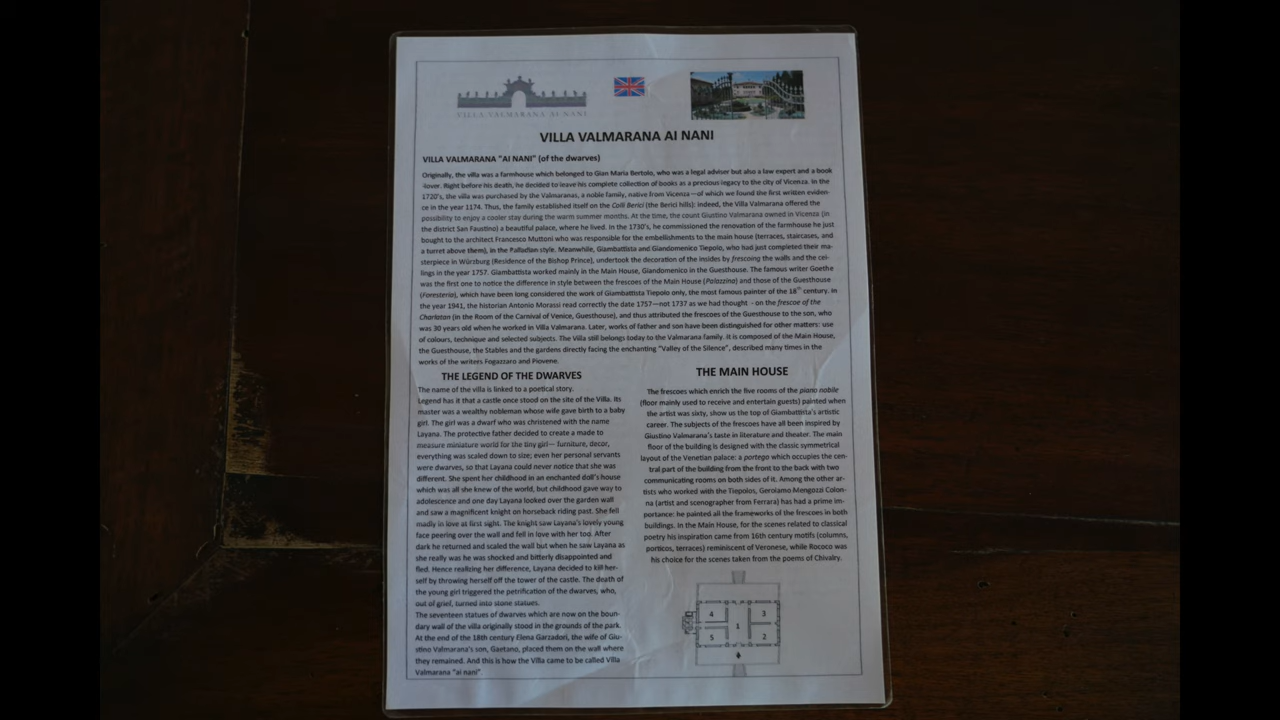 VILLA VALMARANA AI NANI
VILLA VALMARANA AI NANI
VILLA VALMARANA "AI NANI" (of the dwarves)
Originally, the villa was a farmhouse which belonged to Gian Maria Bertolo, who was a legal adviser but also a law expert and a book
-lover. Right before his death, he decided to leave his complete collection of books as a precious legacy to the city of Vicenza. In the
1720's, the villa was purchased by the Valmaranas, a noble family, native from Vicenza —of which we found the first written eviden-
ce in the year 1174. Thus, the family established itself on the Colli Berici (the Berici hills): indeed, the Villa Valmarana offered the
possibility to enjoy a cooler stay during the warm summer months. At the time, the count Giustino Valmarana owned in Vicenza (in
the district San Faustino) a beautiful palace, where he lived. In the 1730's, he commissioned the renovation of the farmhouse he just
bought to the architect Francesco Muttoni who was responsible for the embellishments to the main house (terraces, staircases, and
a turret above them), in the Palladian style. Meanwhile, Giambattista and Giandomenico Tiepolo, who had just completed their ma-
sterpiece in Würzburg (Residence of the Bishop Prince), undertook the decoration of the insides by frescoing the walls and the cei-
lings in the year 1757. Giambattista worked mainly in the Main House, Giandomenico in the Guesthouse. The famous writer Goethe
was the first one to notice the difference in style between the frescoes of the Main House (Palazzina) and those of the Guesthouse
(Foresteria), which have been long considered the work of Giambattista Tiepolo only, the most famous painter of the 18th century. In
the year 1941, the historian Antonio Morassi read correctly the date 1757—not 1737 as we had thought - on the frescoe of the
Charlatan (in the Room of the Carnival of Venice, Guesthouse), and thus attributed the frescoes of the Guesthouse to the son, who
was 30 years old when he worked in Villa Valmarana. Later, works of father and son have been distinguished for other matters: use
of colours, technique and selected subjects. The Villa still belongs today to the Valmarana family. It is composed of the Main House,
the Guesthouse, the Stables and the gardens directly facing the enchanting "Valley of the Silence", described many times in the
works of the writers Fogazzaro and Piovene.
THE LEGEND OF THE DWARVES
The name of the villa is linked to a poetical story.
Legend has it that a castle once stood on the site of the Villa. Its
master was a wealthy nobleman whose wife gave birth to a baby
girl. The girl was a dwarf who was christened with the name
Layana. The protective father decided to create a made to
measure miniature world for the tiny girl— furniture, decor,
everything was scaled down to size; even her personal servants
were dwarves, so that Layana could never notice that she was
different. She spent her childhood in an enchanted doll's house
which was all she knew of the world, but childhood gave way to
adolescence and one day Layana looked over the garden wall
and saw a magnificent knight on horseback riding past. She fell
madly in love at first sight. The knight saw Layana's lovely young
face peering over the wall and fell in love with her too. After
dark he returned and scaled the wall but when he saw Layana as
she really was he was shocked and bitterly disappointed and
fled. Hence realizing her difference, Layana decided to kill her-
self by throwing herself off the tower of the castle. The death of
the young girl triggered the petrification of the dwarves, who,
out of grief, turned into stone statues.
The seventeen statues of dwarves which are now on the boun-
dary wall of the villa originally stood in the grounds of the park.
At the end of the 18th century Elena Garzadori, the wife of Giu-
stino Valmarana's son, Gaetano, placed them on the wall where
they remained. And this is how the Villa came to be called Villa
Valmarana "ai nani"
THE MAIN HOUSE
The frescoes which enrich the five rooms of the piano nobile
(floor mainly used to receive and entertain guests) painted when
the artist was sixty, show us the top of Giambattista's artistic
career. The subjects of the frescoes have all been inspired by
Giustino Valmarana's taste in literature and theater. The main
floor of the building is designed with the classic symmetrical
layout of the Venetian palace: a portego which occupies the cen-
tral part of the building from the front to the back with two
communicating rooms on both sides of it. Among the other ar-
tists who worked with the Tiepolos, Gerolamo Mengozzi Colon-
na (artist and scenographer from Ferrara) has had a prime im-
portance: he painted all the frameworks of the frescoes in both
buildings. In the Main House, for the scenes related to classical
poetry his inspiration came from 16th century motifs (columns,
porticos, terraces) reminiscent of Veronese, while Rococo was
his choice for the scenes taken from the poems of Chivalry.
4 3
1
5 2